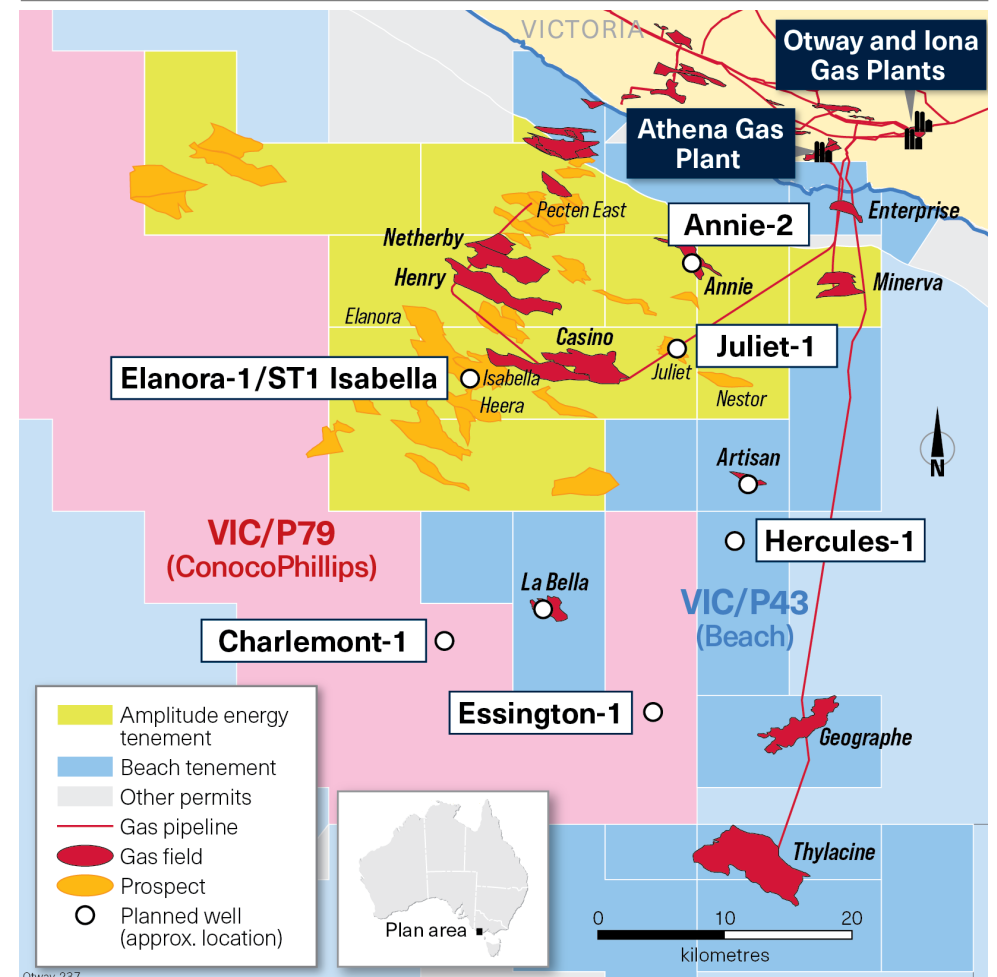 VICTORIA
Otway and Iona
Gas Plants
Athena Gas
Plant
Pecten East
Enterprise
Annie-2
Netherby
Henry
Annie
Minerva
Elanora
Casino
Juliet-1
Elanora-1/ST1 Isabella
Isabella
Juliet
Heera
Nestor
Artisan
N
VIC/P79
(ConocoPhillips)
Hercules-1
La Bella
VIC/P43
(Beach)
Charlemont-1
Essington-1
Geographe
Thylacine
Amplitude energy
tenement
Beach tenement
Other permits
Gas pipeline
Gas field
Prospect
Planned well
(approx. location)
Plan area
0 10 20
kilometres
Otway 237